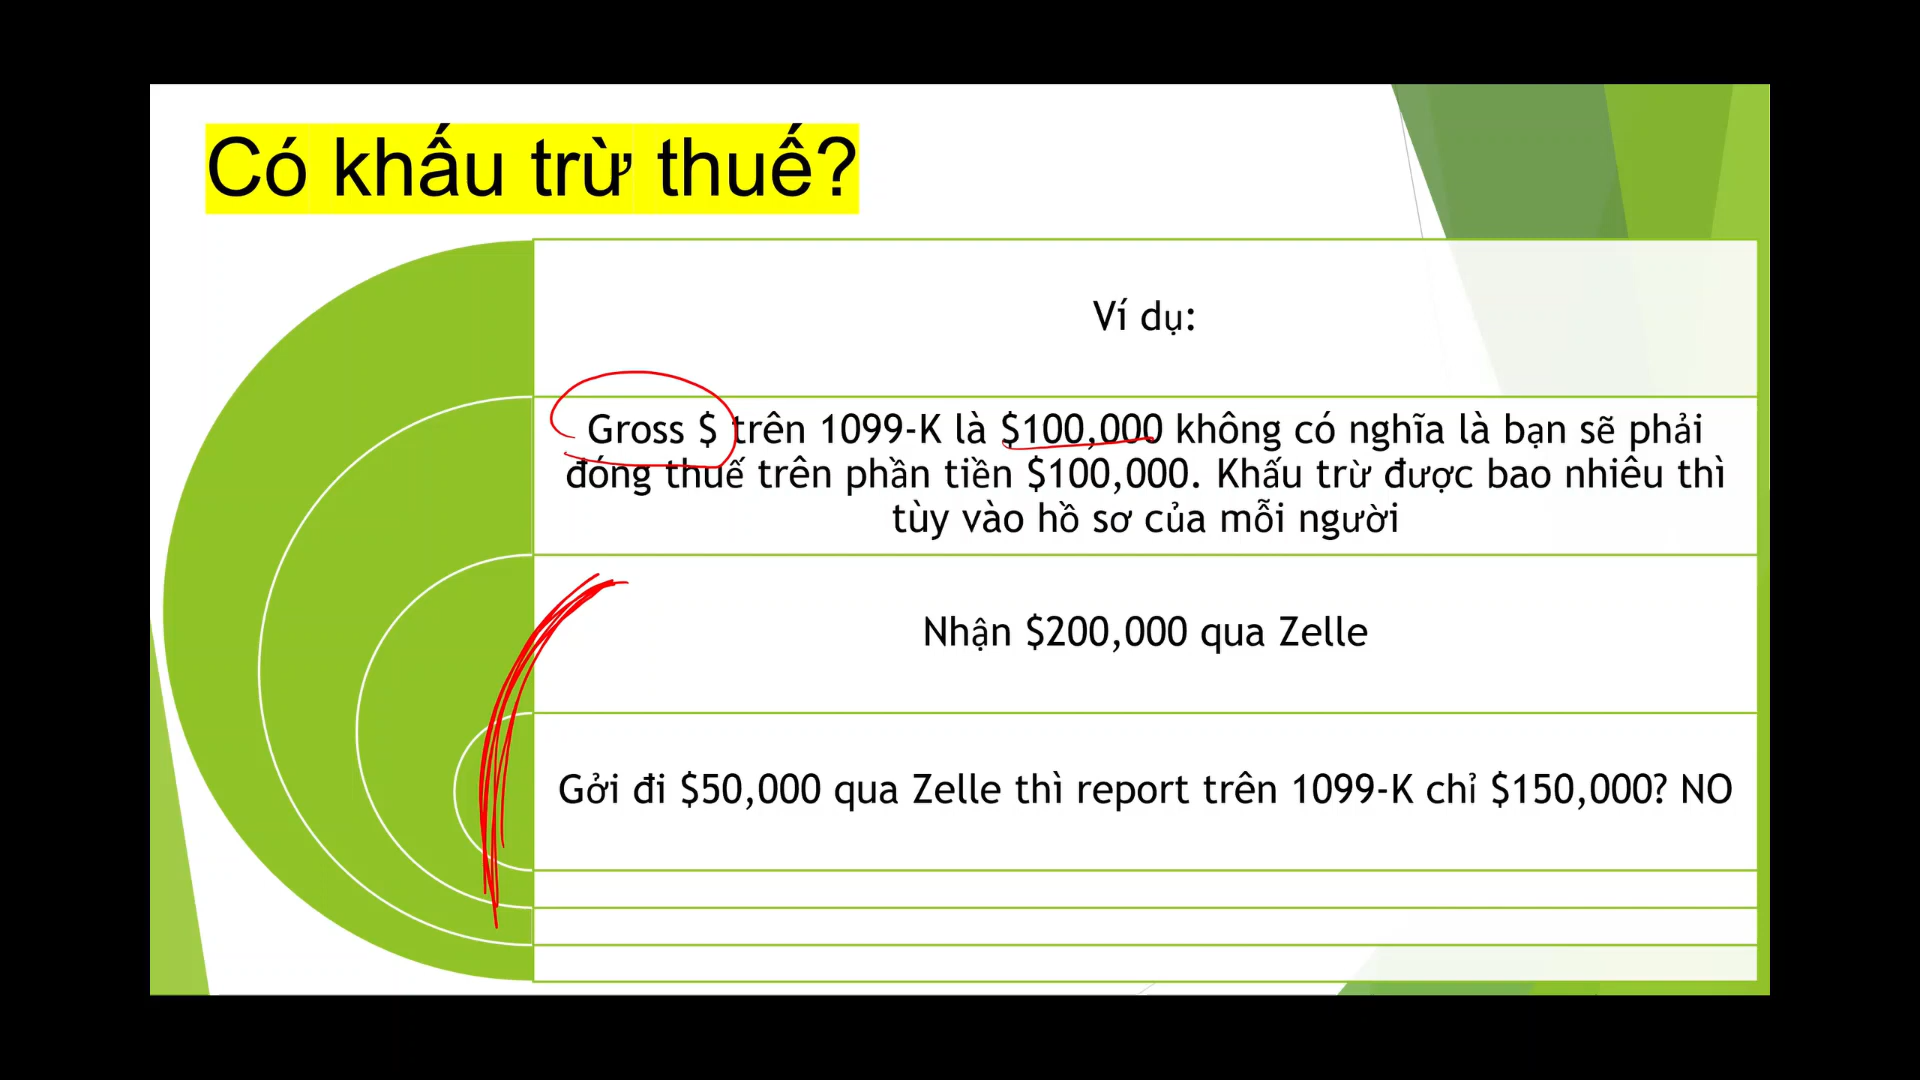 Có khấu trừ thuế?
Ví dụ:
Gross $ trên 1099-K là $100,000 không có nghĩa là bạn sẽ phải
đóng thuế trên phần tiền $100,000. Khấu trừ được bao nhiêu thì
tùy vào hồ sơ của mỗi người
Nhận $200,000 qua Zelle
Gởi đi $50,000 qua Zelle thì report trên 1099-K chỉ $150,000? NO